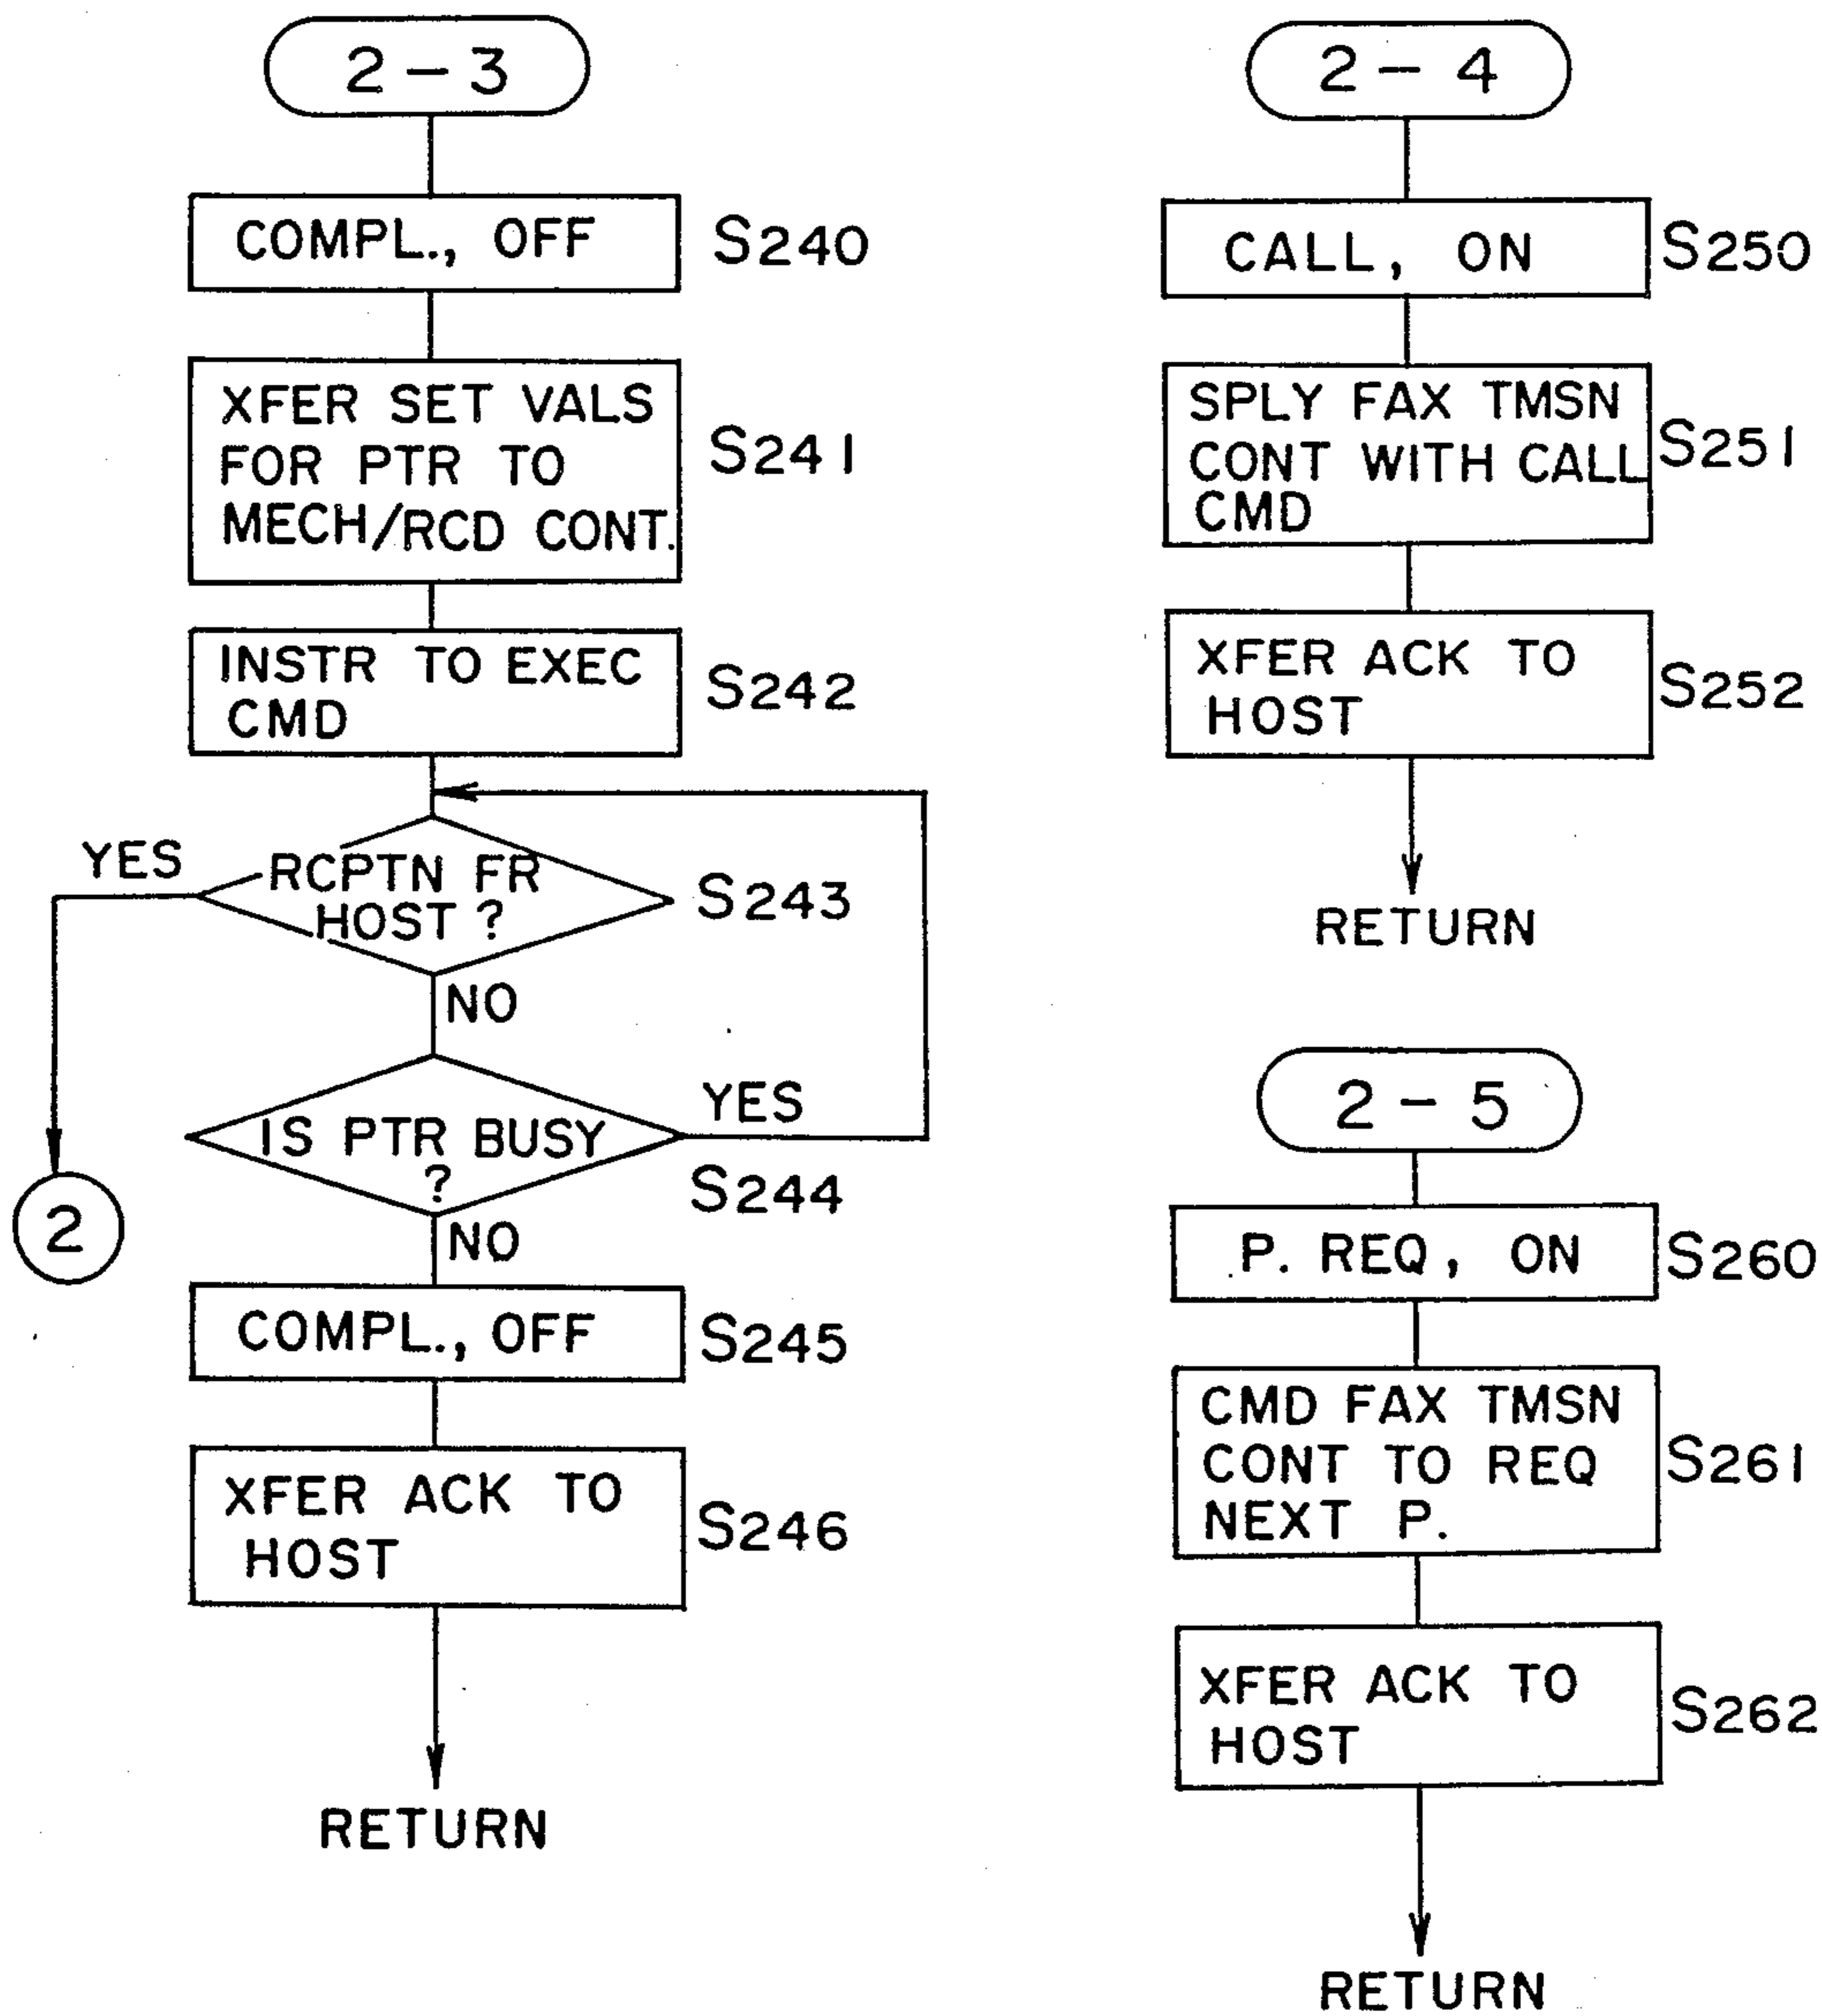 2-3
COMPL., OFF
S240
XFER SET VALS
FOR PTR TO
MECH/RCD CONT.
S241
INSTR TO EXEC
CMD
S242
YES
RCPTN FR
HOST ?
S243
NO
IS PTR BUSY
?
YES
S244
2
NO
COMPL., OFF
S245
XFER ACK TO
HOST
S246
RETURN
2-4
CALL, ON
S250
SPLY FAX TMSN
CONT WITH CALL
CMD
S251
XFER ACK TO
HOST
S252
RETURN
2-5
P. REQ, ON
S260
CMD FAX TMSN
CONT TO REQ
NEXT P.
S261
XFER ACK TO
HOST
S262
RETURN